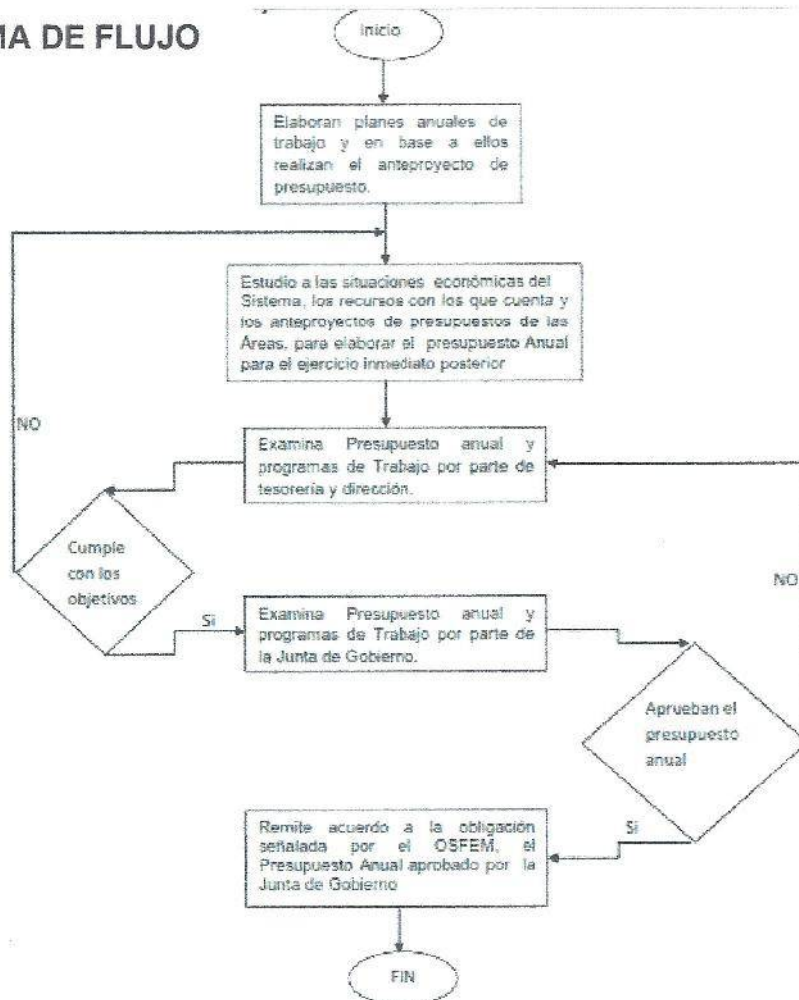 MA DE FLUJO
Inicio
Elaboran planes anuales de
trabajo y en base a ellos
realizan el anteproyecto de
presupuesto.
Estudio a las situaciones económicas del
Sistema, los recursos con los que cuenta y
los anteproyectos de presupuestos de las
Áreas, para elaborar el presupuesto Anual
para el ejercicio inmediato posterior
NO
Examina Presupuesto anual y
programas de Trabajo por parte de
tesorería y dirección.
Cumple
con los
objetivos
NO
Si
Examina Presupuesto anual y
programas de Trabajo por parte de
la Junta de Gobierno.
Aprueban el
presupuesto
anual
Si
Remite acuerdo a la obligación
señalada por el OSFEM, el
Presupuesto Anual aprobado por la
Junta de Gobierno
FIN